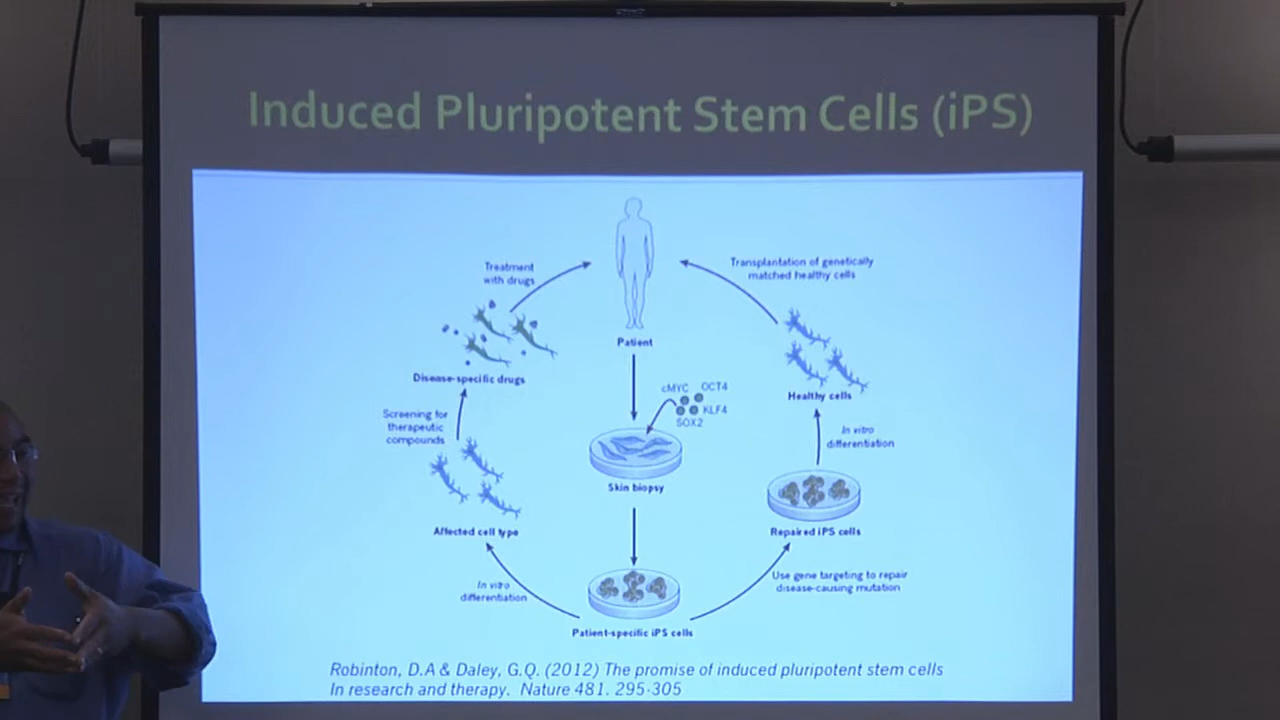 Induced Pluripotent Stem Cells (iPS)
Treatment
with drugs
Transplantation of genetically
matched healthy cells
Patient
Disease-specific drugs
cMYC OCT4
KLF4
SOX2
Healthy cells
Screening for
therapeutic
compounds
In vitro
differentiation
Skin biopsy
Affected cell type
Repaired iPS cells
In vitro
differentiation
Use gene targeting to repair
disease-causing mutation
Patient-specific iPS cells
Robinton, D.A & Daley, G.Q. (2012) The promise of induced pluripotent stem cells
In research and therapy. Nature 481. 295-305